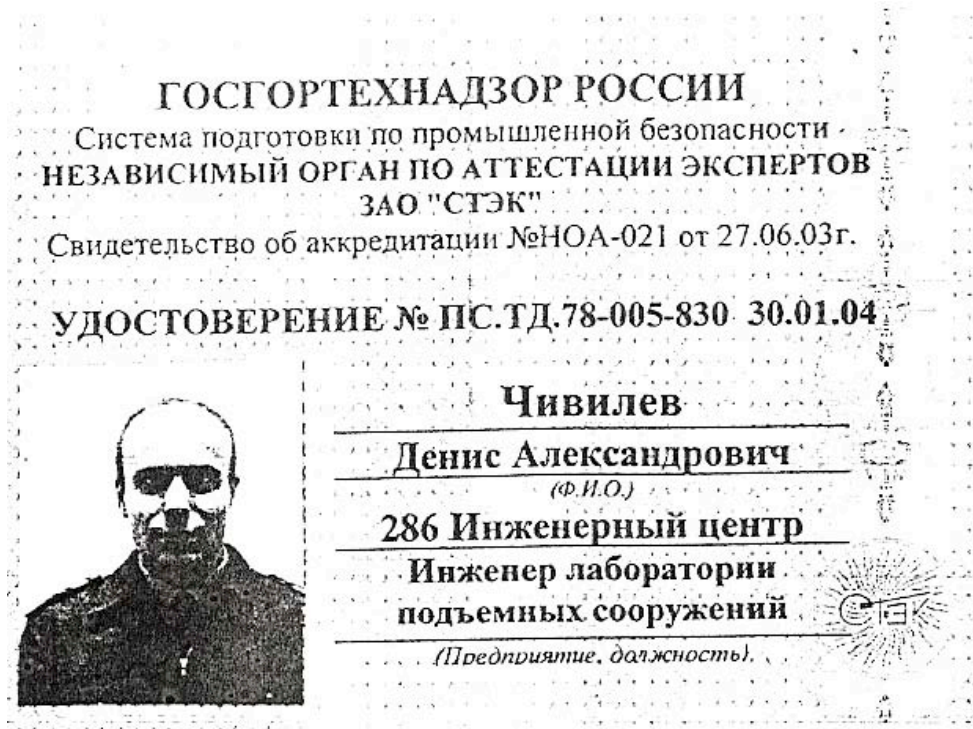 ГОСГОРТЕХНАДЗОР РОССИИ
Система подготовки по промышленной безопасности
НЕЗАВИСИМЫЙ ОРГАН ПО АТТЕСТАЦИИ ЭКСПЕРТОВ
ЗАО "СТЭК"
Свидетельство об аккредитации №НОА-021 от 27.06.03г.
УДОСТОВЕРЕНИЕ № ПС.ТД.78-005-830 30.01.04
Чивилев
Денис Александрович
(Ф.И.О.)
286 Инженерный центр
Инженер лаборатории
подъемных сооружений
СТЭК
(Предприятие, должность).